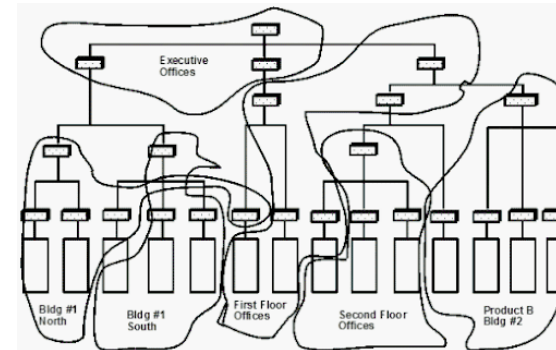 Executive
Offices
Bldg #1
North
Bldg #1
South
First Floor
Offices
Second Floor
Offices
Product B
Bldg #2